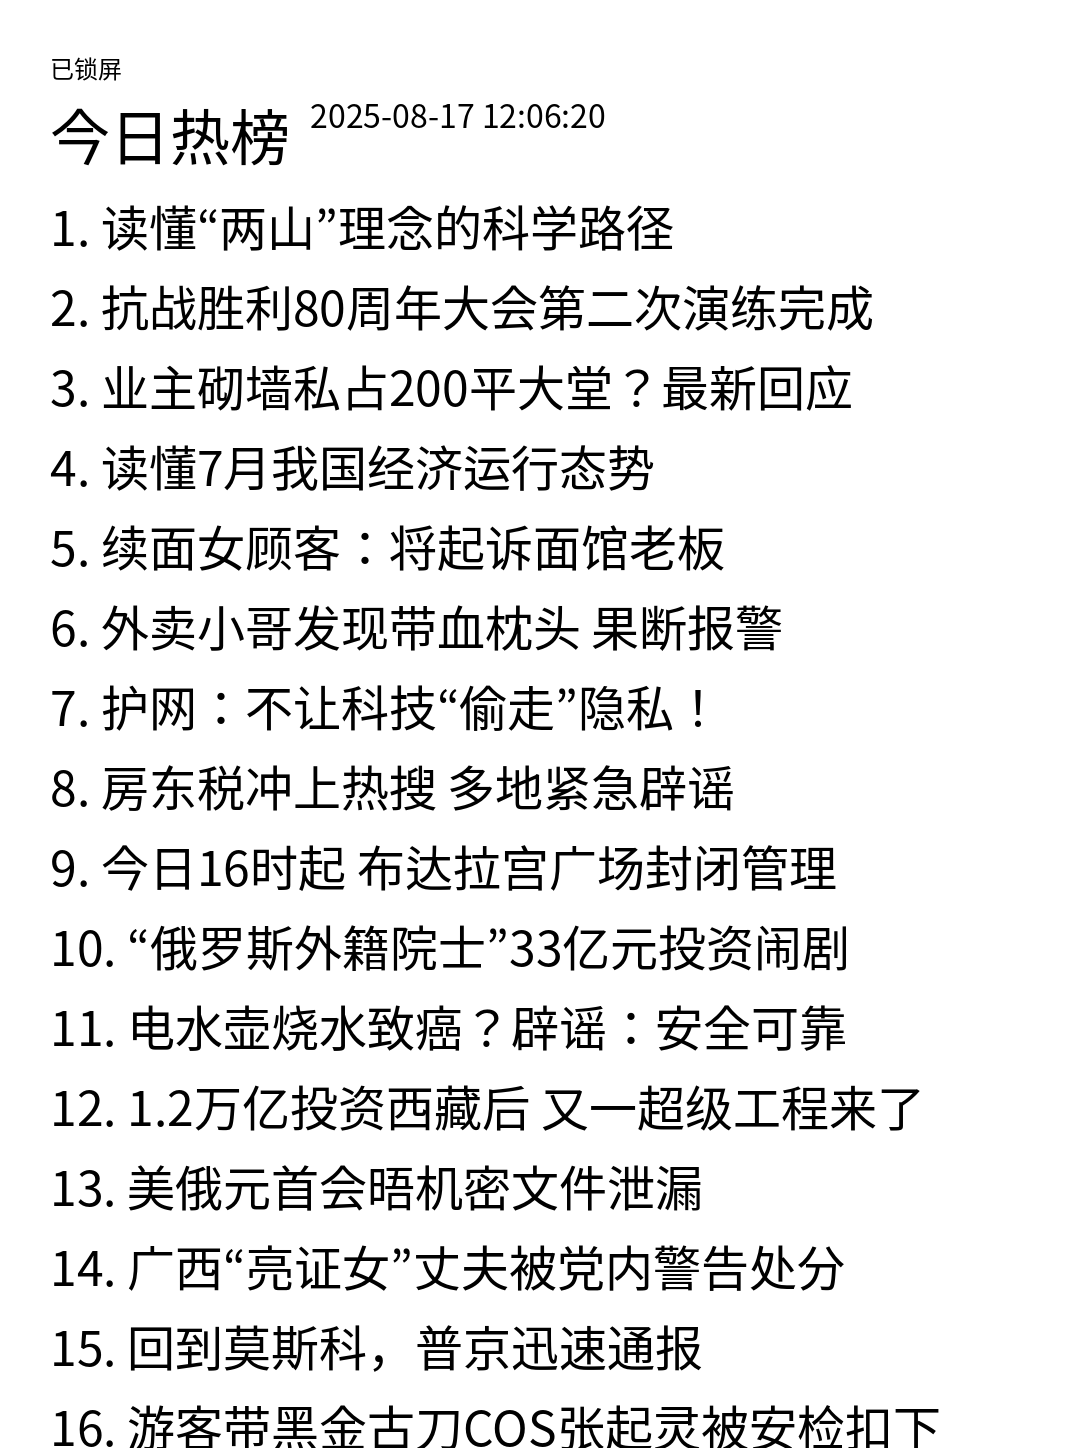 已锁屏
今日热榜 2025-08-17 12:06:20
1. 读懂“两山”理念的科学路径
2. 抗战胜利80周年大会第二次演练完成
3. 业主砌墙私占200平大堂？最新回应
4. 读懂7月我国经济运行态势
5. 续面女顾客：将起诉面馆老板
6. 外卖小哥发现带血枕头 果断报警
7. 护网：不让科技“偷走”隐私！
8. 房东税冲上热搜 多地紧急辟谣
9. 今日16时起 布达拉宫广场封闭管理
10. “俄罗斯外籍院士”33亿元投资闹剧
11. 电水壶烧水致癌？辟谣：安全可靠
12. 1.2万亿投资西藏后 又一超级工程来了
13. 美俄元首会晤机密文件泄漏
14. 广西“亮证女”丈夫被党内警告处分
15. 回到莫斯科，普京迅速通报
16. 游客带黑金古刀COS张起灵被安检扣下